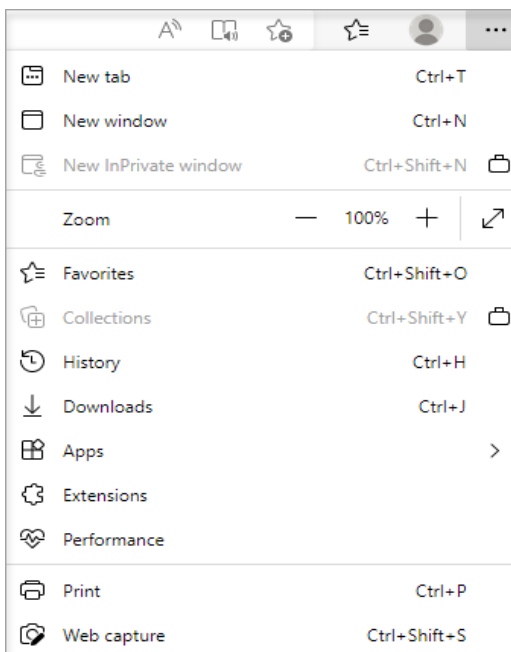 New tab Ctrl+T
New window Ctrl+N
New InPrivate window Ctrl+Shift+N
Zoom — 100% +
Favorites Ctrl+Shift+O
Collections Ctrl+Shift+Y
History Ctrl+H
Downloads Ctrl+J
Apps
Extensions
Performance
Print Ctrl+P
Web capture Ctrl+Shift+S